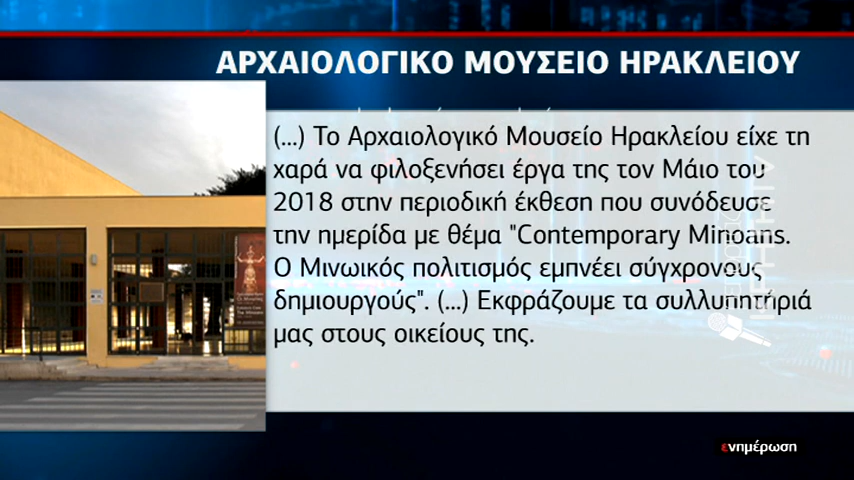 ΑΡΧΑΙΟΛΟΓΙΚΟ ΜΟΥΣΕΙΟ ΗΡΑΚΛΕΙΟΥ
(...) Το Αρχαιολογικό Μουσείο Ηρακλείου είχε τη
χαρά να φιλοξενήσει έργα της τον Μάιο του
2018 στην περιοδική έκθεση που συνόδευσε
την ημερίδα με θέμα "Contemporary Minoans.
Ο Μινωικός πολιτισμός εμπνέει σύγχρονους
δημιουργούς". (...) Εκφράζουμε τα συλλυπητήριά
μας στους οικείους της.
ενημέρωση